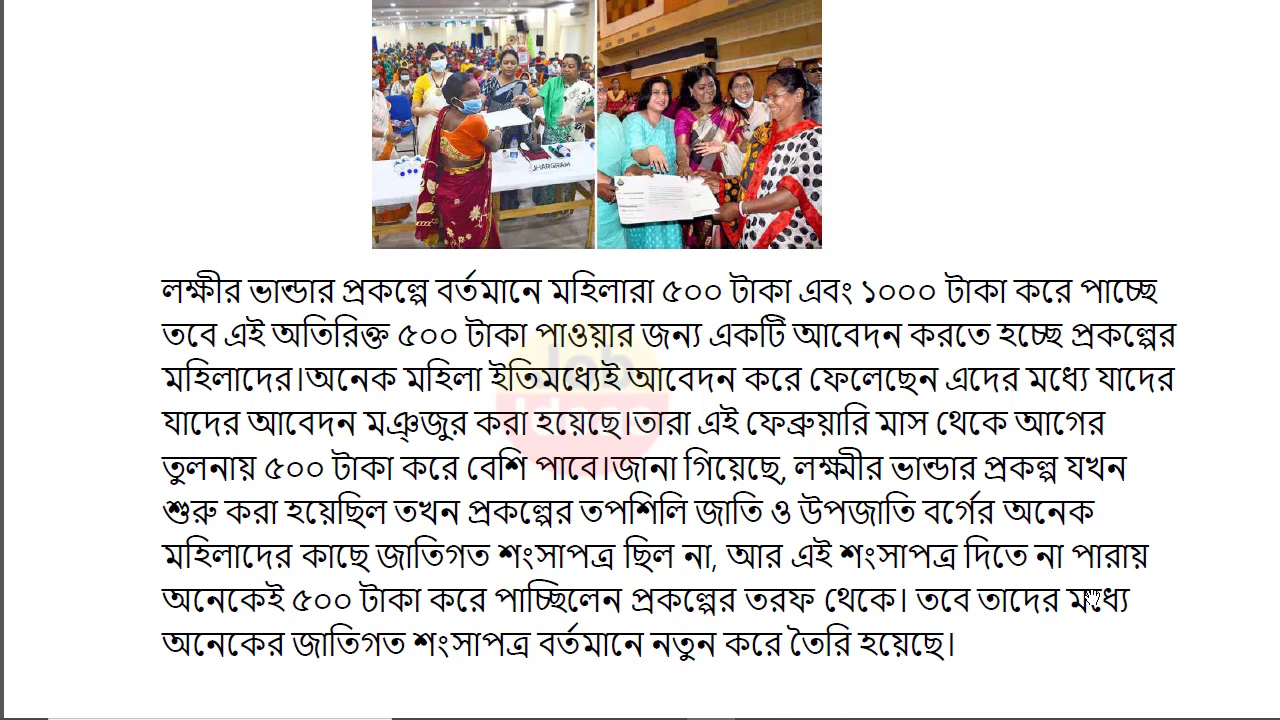 JHARGRAM
লক্ষীর ভান্ডার প্রকল্পে বর্তমানে মহিলারা ৫০০ টাকা এবং ১০০০ টাকা করে পাচ্ছে
তবে এই অতিরিক্ত ৫০০ টাকা পাওয়ার জন্য একটি আবেদন করতে হচ্ছে প্রকল্পের
মহিলাদের।অনেক মহিলা ইতিমধ্যেই আবেদন করে ফেলেছেন এদের মধ্যে যাদের
যাদের আবেদন মঞ্জুর করা হয়েছে।তারা এই ফেব্রুয়ারি মাস থেকে আগের
তুলনায় ৫০০ টাকা করে বেশি পাবে।জানা গিয়েছে, লক্ষ্মীর ভান্ডার প্রকল্প যখন
শুরু করা হয়েছিল তখন প্রকল্পের তপশিলি জাতি ও উপজাতি বর্গের অনেক
মহিলাদের কাছে জাতিগত শংসাপত্র ছিল না, আর এই শংসাপত্র দিতে না পারায়
অনেকেই ৫০০ টাকা করে পাচ্ছিলেন প্রকল্পের তরফ থেকে। তবে তাদের মধ্যে
অনেকের জাতিগত শংসাপত্র বর্তমানে নতুন করে তৈরি হয়েছে।
Job
Ideas